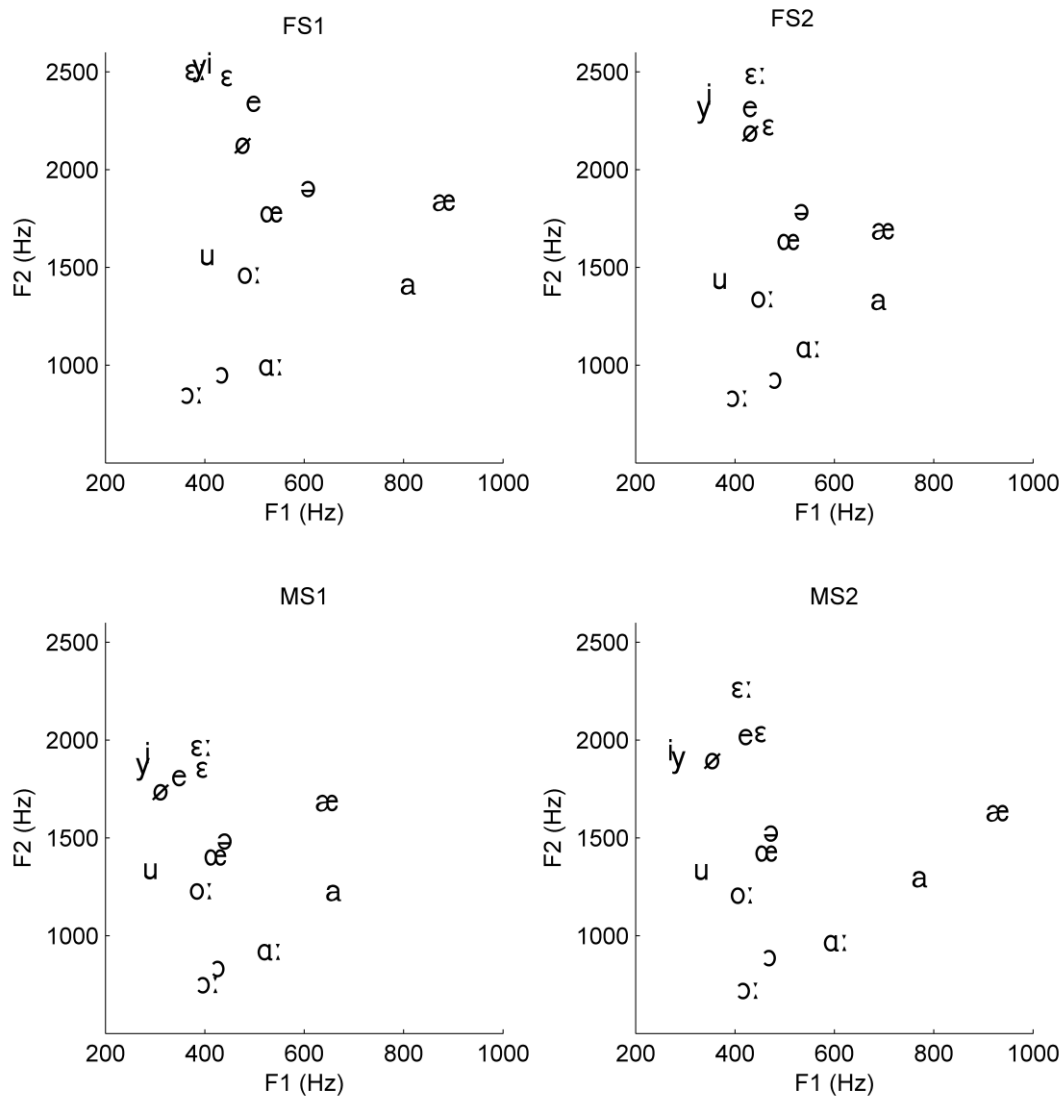 FS1
2500
2000
1500
1000
F2 (Hz)
ɛː
yi
ɛ
e
ø
ə
æ
œ
u
oː
a
ɑː
ɔ
ɔː
200 400 600 800 1000
F1 (Hz)
FS2
2500
2000
1500
1000
F2 (Hz)
ɛː
i
y
e
ø
ɛ
ə
æ
œ
u
oː
a
ɑː
ɔ
ɔː
200 400 600 800 1000
F1 (Hz)
MS1
2500
2000
1500
1000
F2 (Hz)
ɛː
i
y
ɛ
e
ø
æ
ə
œ
u
oː
a
ɑː
ɔ
ɔː
200 400 600 800 1000
F1 (Hz)
MS2
2500
2000
1500
1000
F2 (Hz)
ɛː
e
ɛ
iy
ø
æ
ə
œ
u
oː
a
ɑː
ɔ
ɔː
200 400 600 800 1000
F1 (Hz)